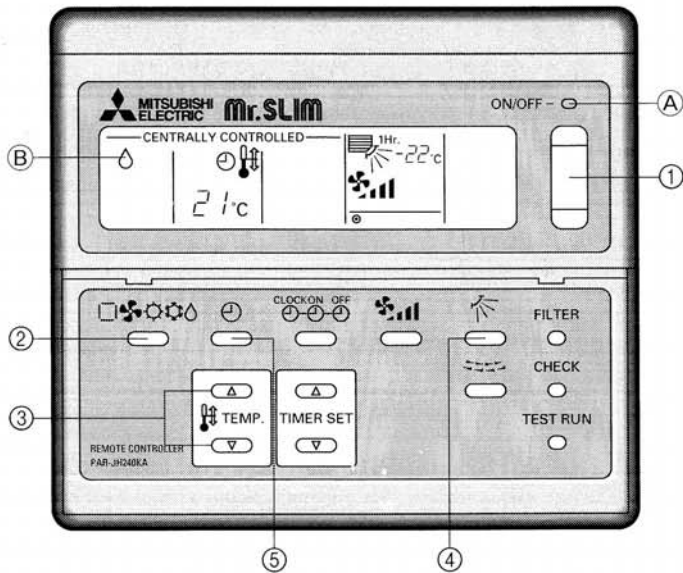 MITSUBISHI
ELECTRIC
Mr.SLIM
ON/OFF
A
CENTRALLY CONTROLLED
B
1Hr.
-22°C
21°C
1
CLOCK ON OFF
FILTER
2
CHECK
3
TEMP.
TIMER SET
TEST RUN
REMOTE CONTROLLER
PAR-JH240KA
5
4